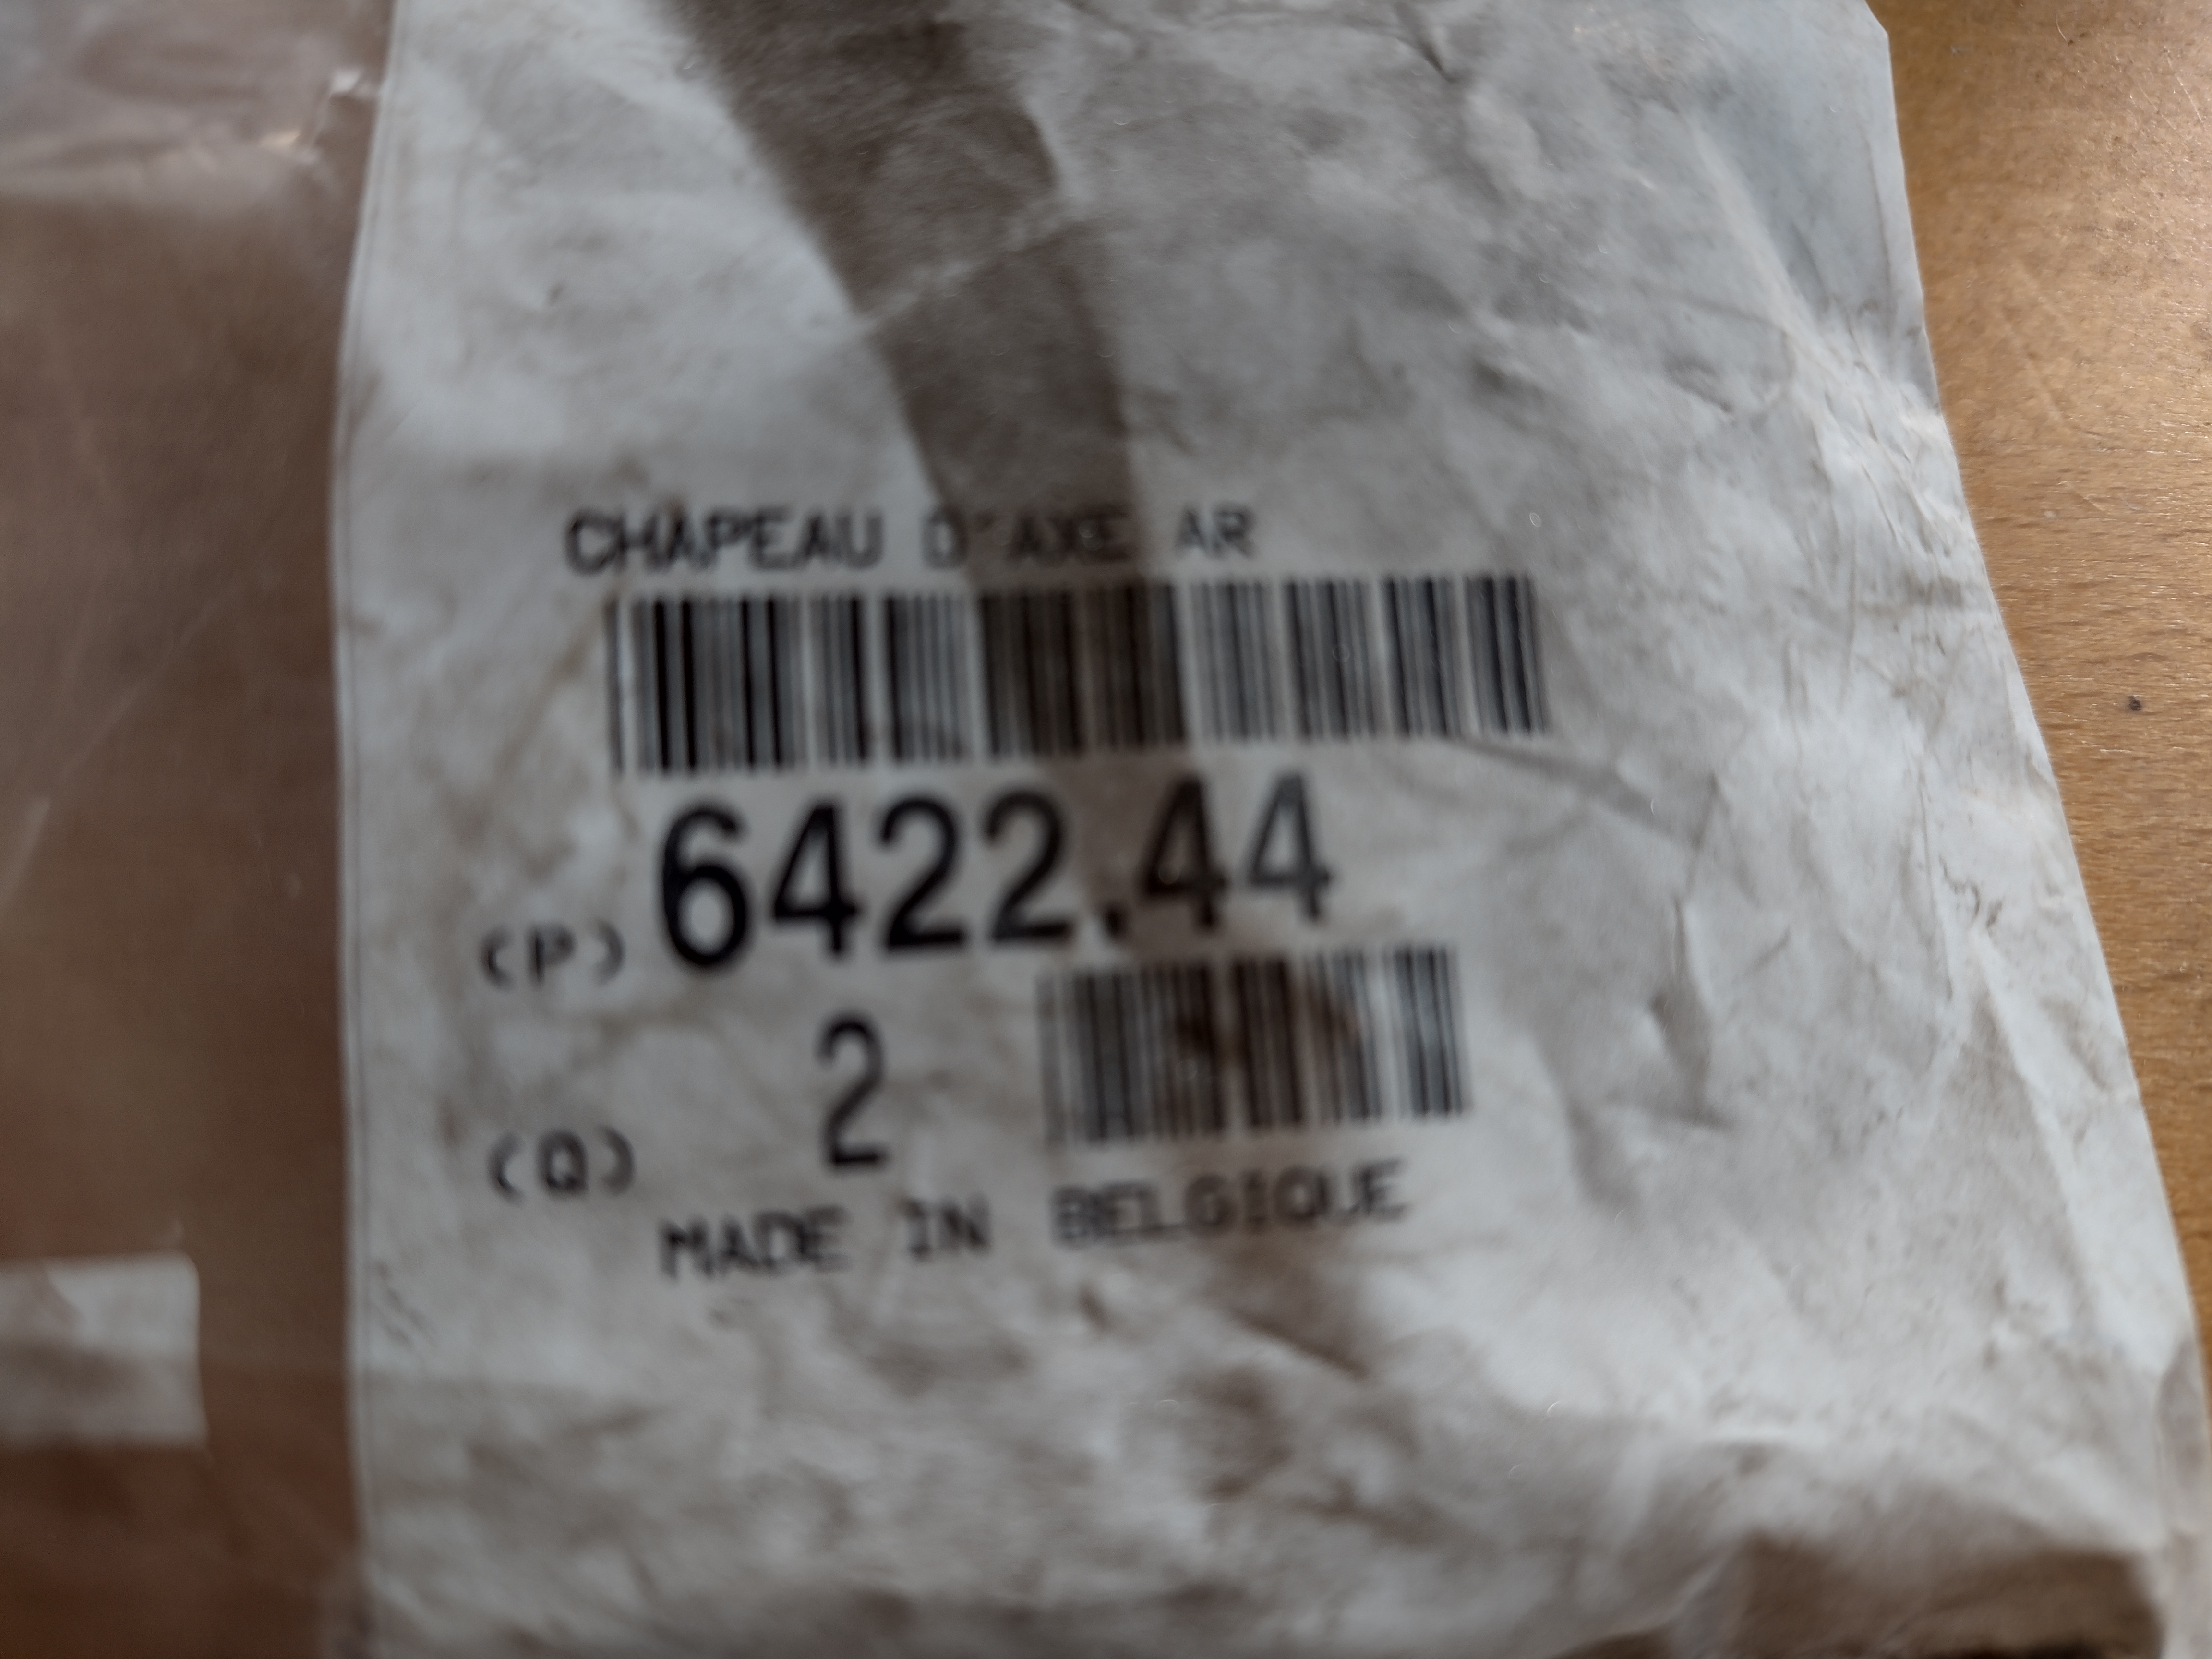 CHAPEAU D'AXE AR
(P) 6422.44
(Q) 2
MADE IN BELGIQUE